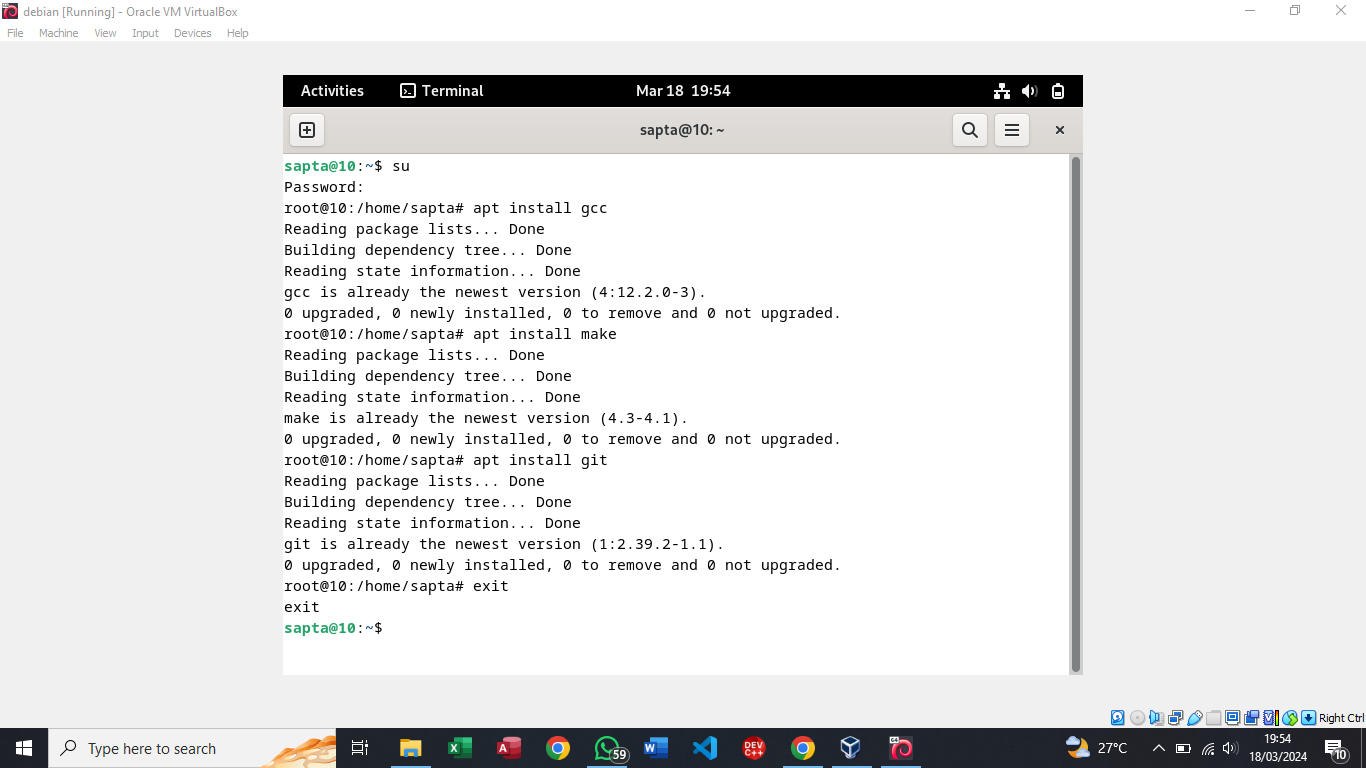 debian [Running] - Oracle VM VirtualBox
File Machine View Input Devices Help
Activities Terminal Mar 18 19:54
sapta@10: ~
sapta@10:~$ su
Password:
root@10:/home/sapta# apt install gcc
Reading package lists... Done
Building dependency tree... Done
Reading state information... Done
gcc is already the newest version (4:12.2.0-3).
0 upgraded, 0 newly installed, 0 to remove and 0 not upgraded.
root@10:/home/sapta# apt install make
Reading package lists... Done
Building dependency tree... Done
Reading state information... Done
make is already the newest version (4.3-4.1).
0 upgraded, 0 newly installed, 0 to remove and 0 not upgraded.
root@10:/home/sapta# apt install git
Reading package lists... Done
Building dependency tree... Done
Reading state information... Done
git is already the newest version (1:2.39.2-1.1).
0 upgraded, 0 newly installed, 0 to remove and 0 not upgraded.
root@10:/home/sapta# exit
exit
sapta@10:~$
Right Ctrl
Type here to search
59
DEV C++
27°C
19:54
18/03/2024
10